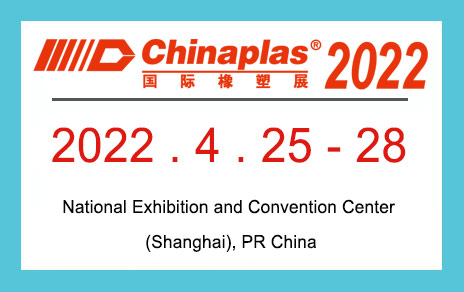 Chinaplas® 2022
国际橡塑展
2022 . 4 . 25 - 28
National Exhibition and Convention Center
(Shanghai), PR China